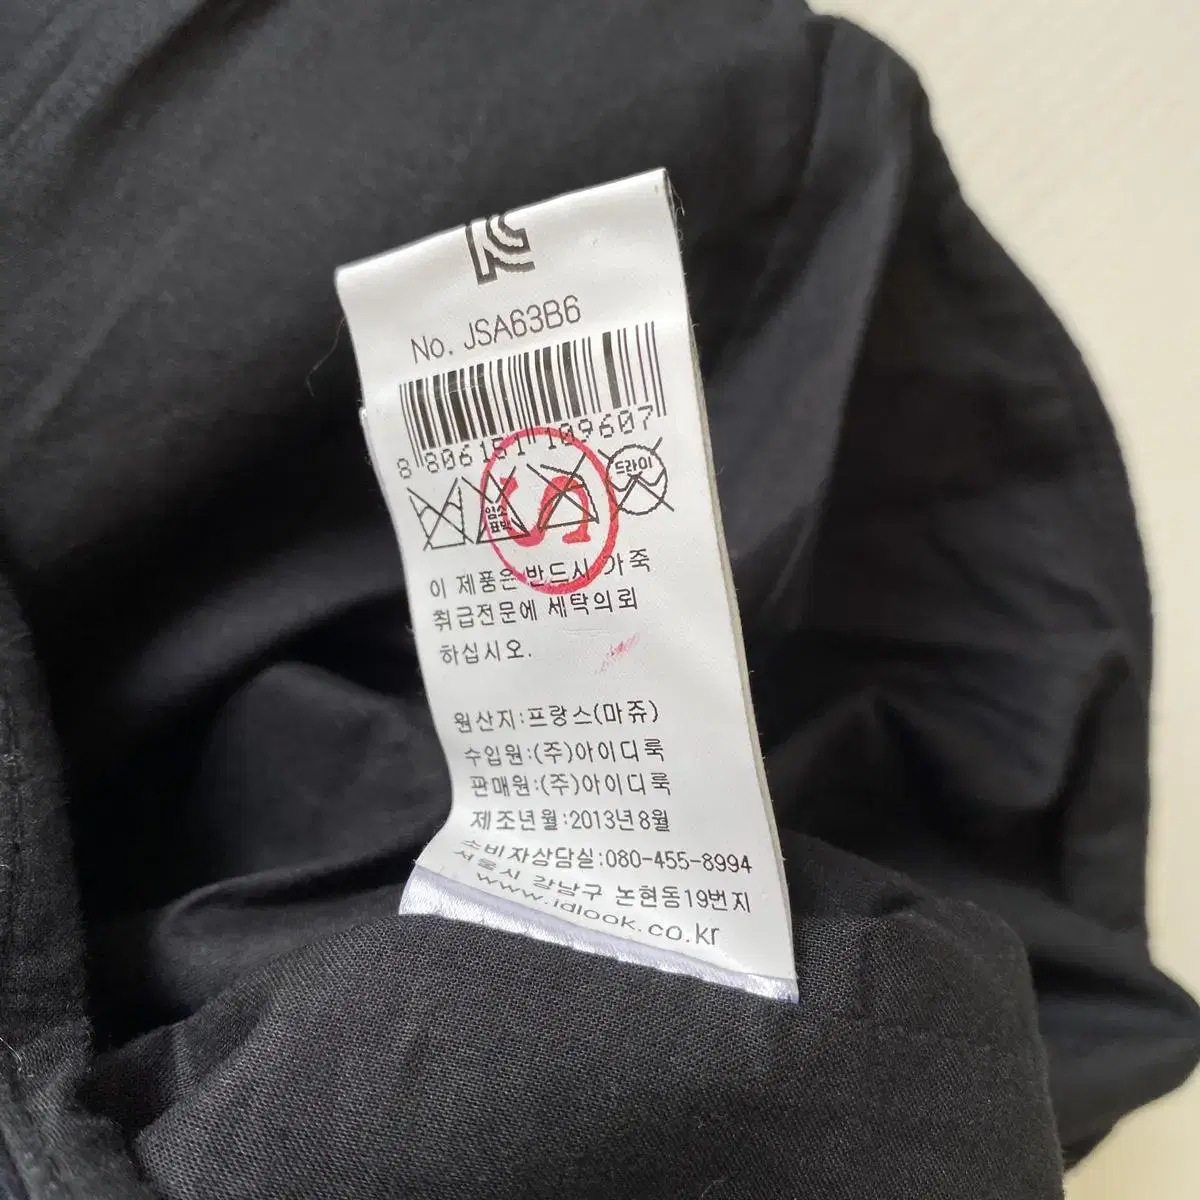 No. JSA63B6
8 806151 109607
염소
표백
드라이
S
이 제품은 반드시 가죽
취급전문에 세탁의뢰
하십시오.
원산지:프랑스(마쥬)
수입원:(주)아이디룩
판매원:(주)아이디룩
제조년월:2013년8월
소비자상담실:080-455-8994
서울시 강남구 논현동19번지
www.idlook.co.kr